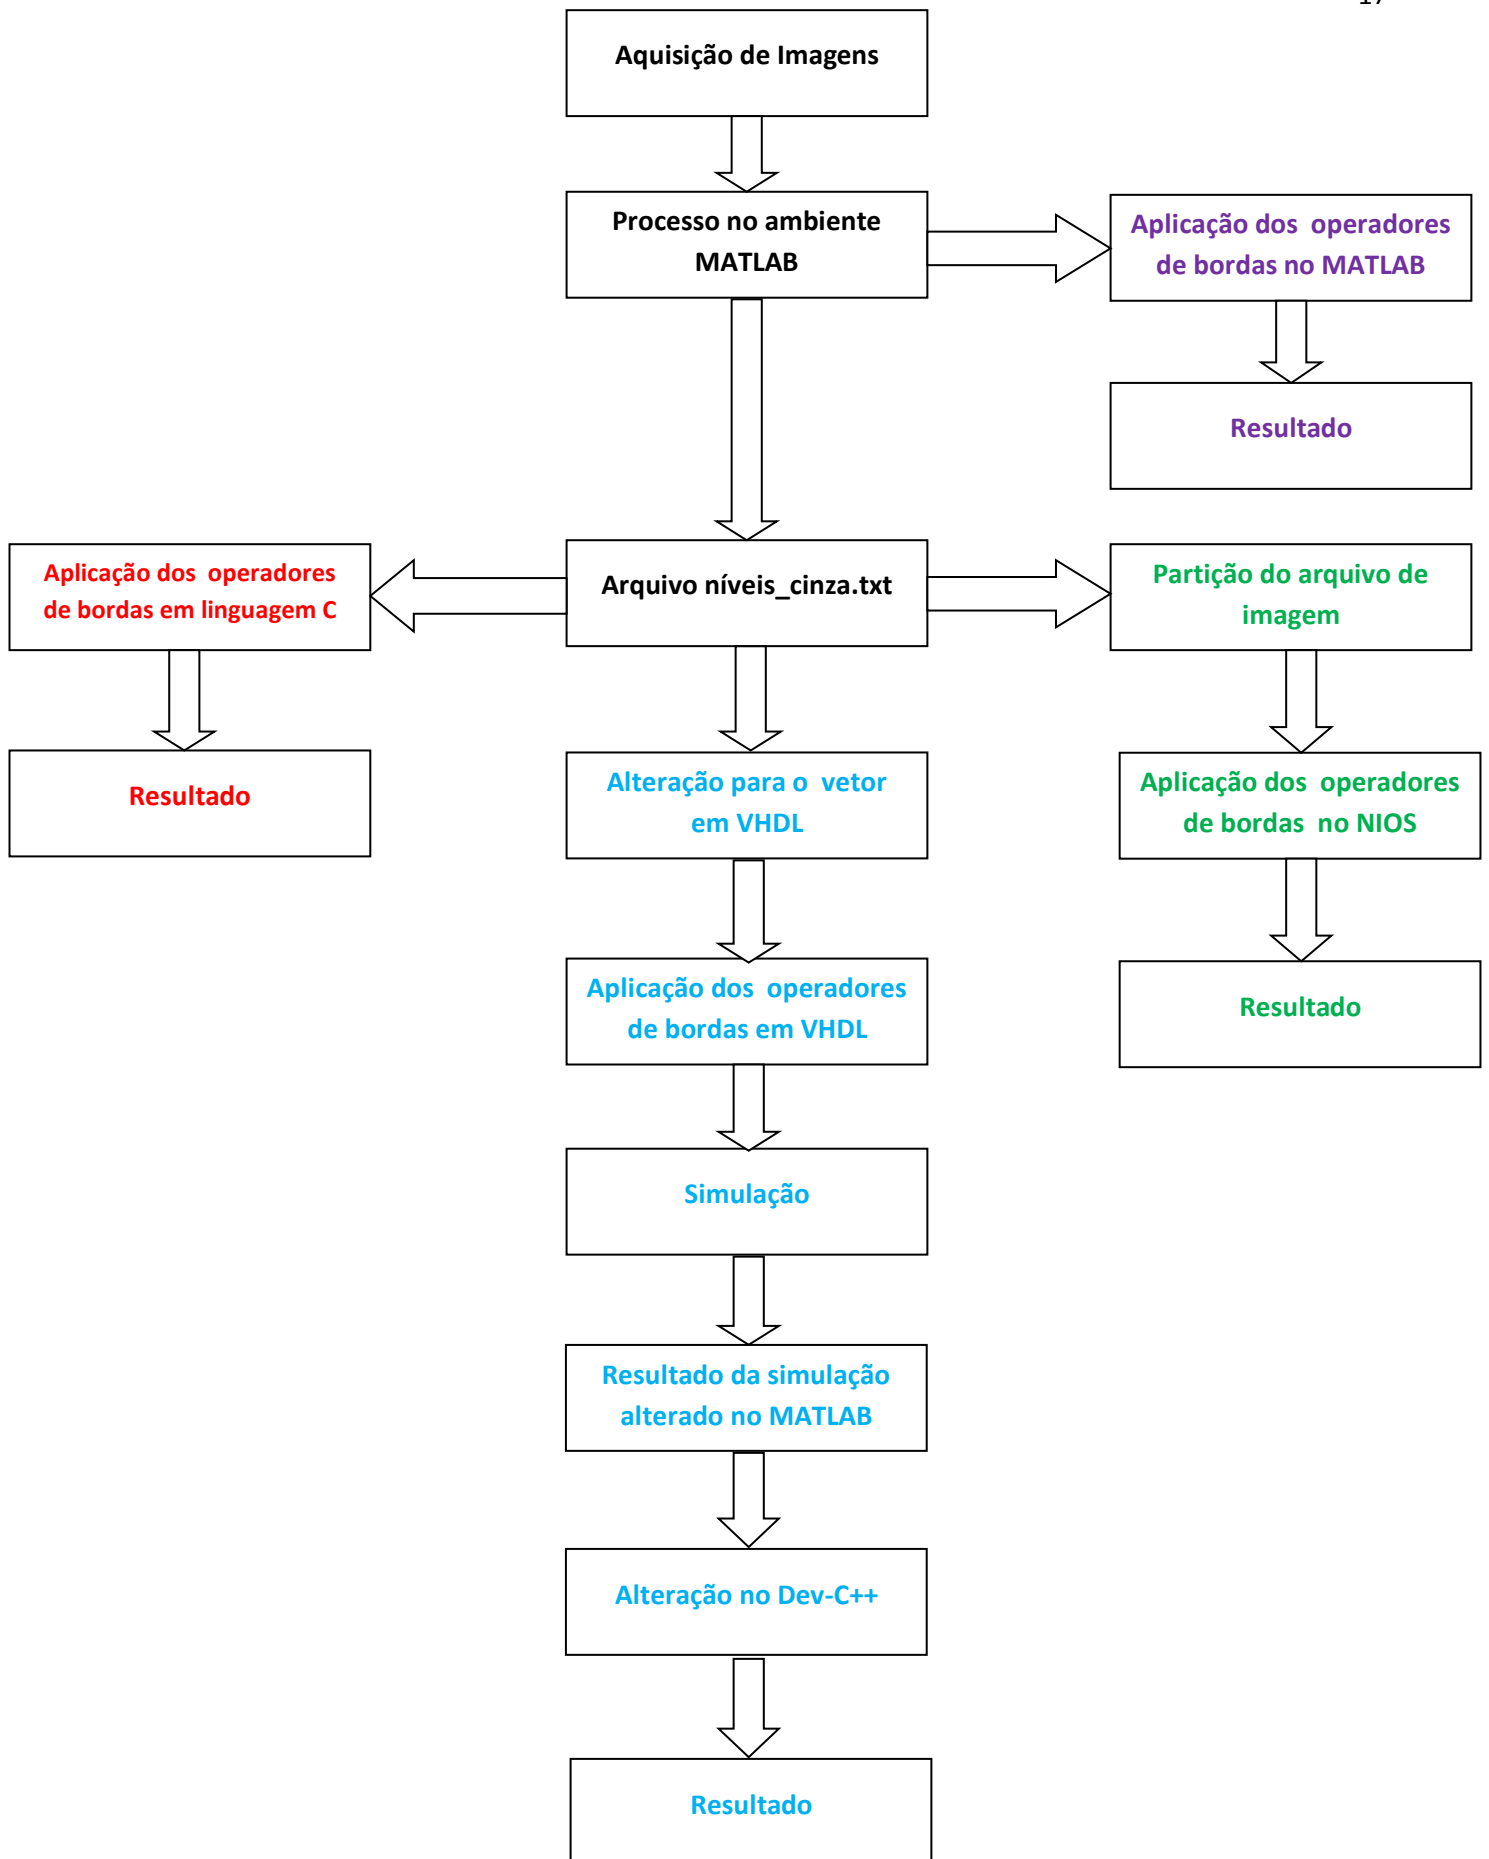 17
Aquisição de Imagens
Processo no ambiente
MATLAB
Aplicação dos operadores
de bordas no MATLAB
Resultado
Aplicação dos operadores
de bordas em linguagem C
Arquivo níveis_cinza.txt
Partição do arquivo de
imagem
Resultado
Alteração para o vetor
em VHDL
Aplicação dos operadores
de bordas no NIOS
Aplicação dos operadores
de bordas em VHDL
Resultado
Simulação
Resultado da simulação
alterado no MATLAB
Alteração no Dev-C++
Resultado